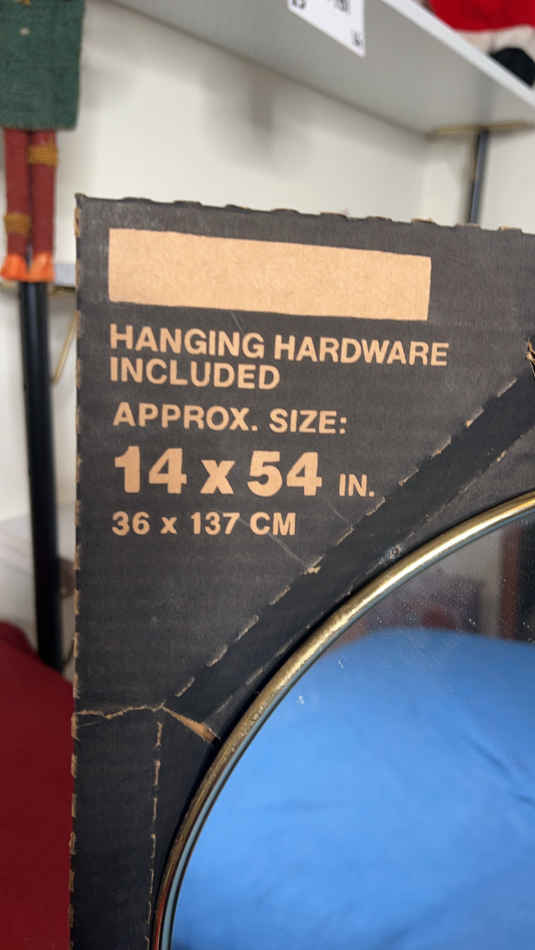 HANGING HARDWARE
INCLUDED
APPROX. SIZE:
14 x 54 IN.
36 x 137 CM